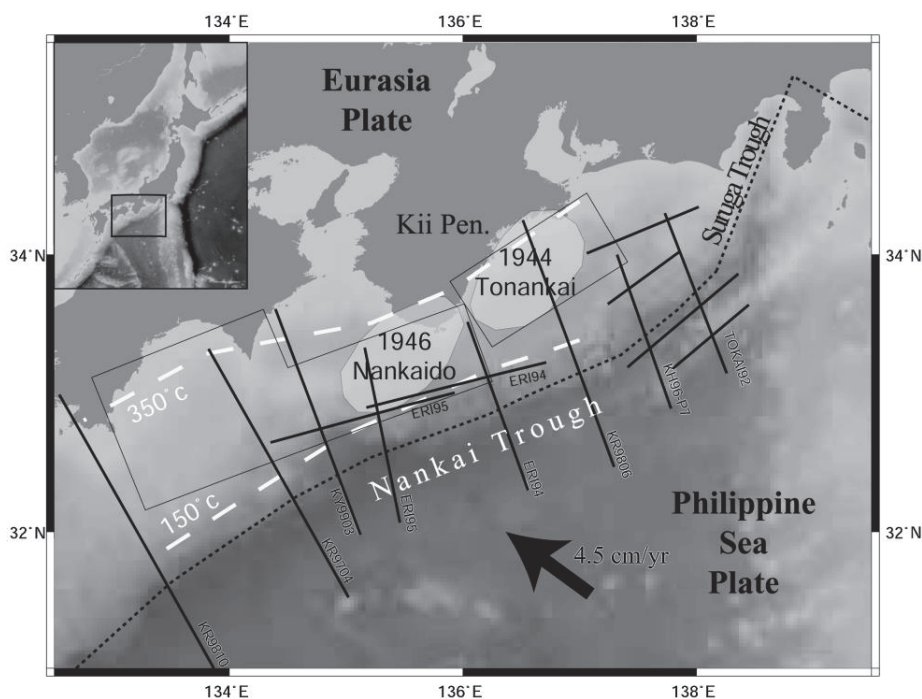 134°E
136°E
138°E
Eurasia
Plate
Suruga Trough
Kii Pen.
34°N
34°N
1944
Tonankai
1946
Nankaido
350°C
ERI94
ERI95
TOKAI92
KH96-P7
Nankai Trough
KR9806
150°C
ERI94
KY9903
ERI95
32°N
32°N
Philippine
Sea
Plate
4.5 cm/yr
KR9704
KR9810
134°E
136°E
138°E